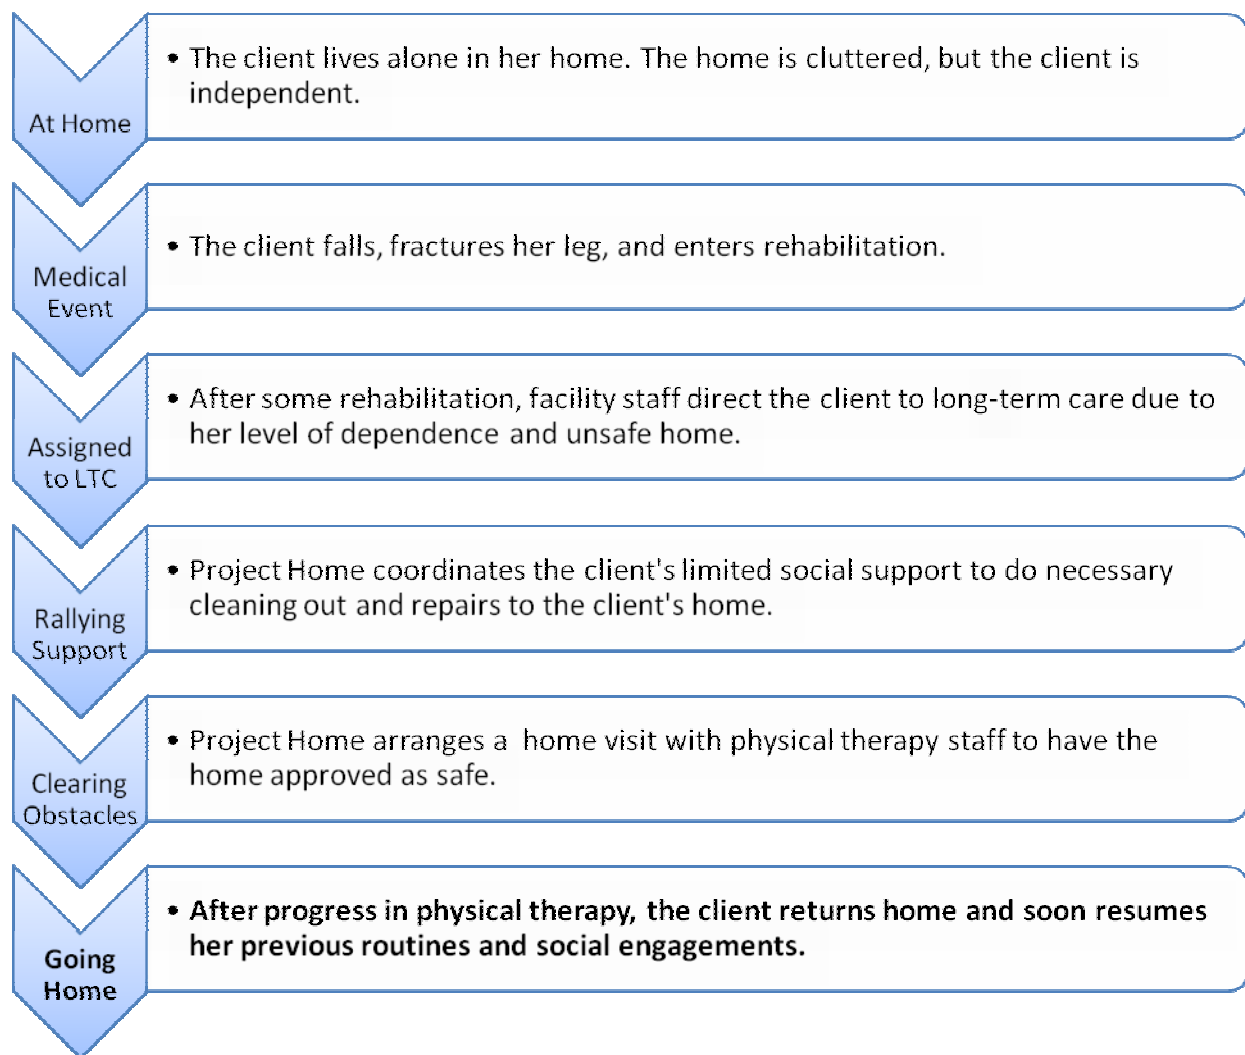 At Home
• The client lives alone in her home. The home is cluttered, but the client is
independent.
Medical
Event
• The client falls, fractures her leg, and enters rehabilitation.
Assigned
to LTC
• After some rehabilitation, facility staff direct the client to long-term care due to
her level of dependence and unsafe home.
Rallying
Support
• Project Home coordinates the client's limited social support to do necessary
cleaning out and repairs to the client's home.
Clearing
Obstacles
• Project Home arranges a  home visit with physical therapy staff to have the
home approved as safe.
Going
Home
• After progress in physical therapy, the client returns home and soon resumes
her previous routines and social engagements.